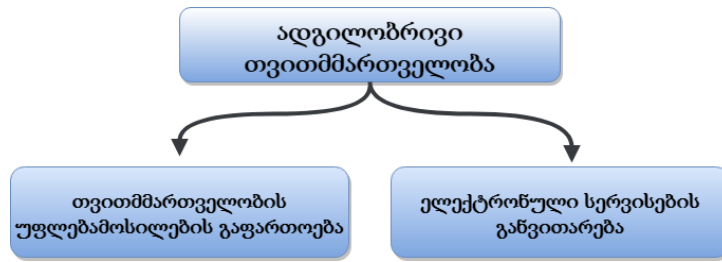 ადგილობრივი
თვითმმართველობა
თვითმმართველობის
უფლებამოსილების გაფართოება
ელექტრონული სერვისების
განვითარება